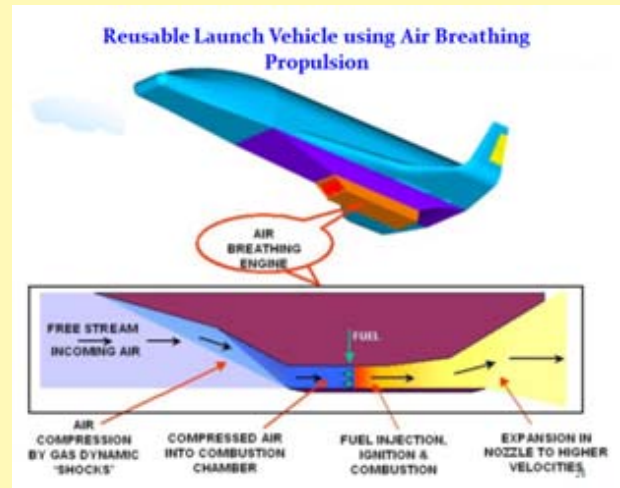 Reusable Launch Vehicle using Air Breathing
Propulsion
AIR
BREATHING
ENGINE
FREE STREAM
INCOMING AIR
FUEL
AIR
COMPRESSION
BY GAS DYNAMIC
"SHOCKS"
COMPRESSED AIR
INTO COMBUSTION
CHAMBER
FUEL INJECTION,
IGNITION &
COMBUSTION
EXPANSION IN
NOZZLE TO HIGHER
VELOCITIES